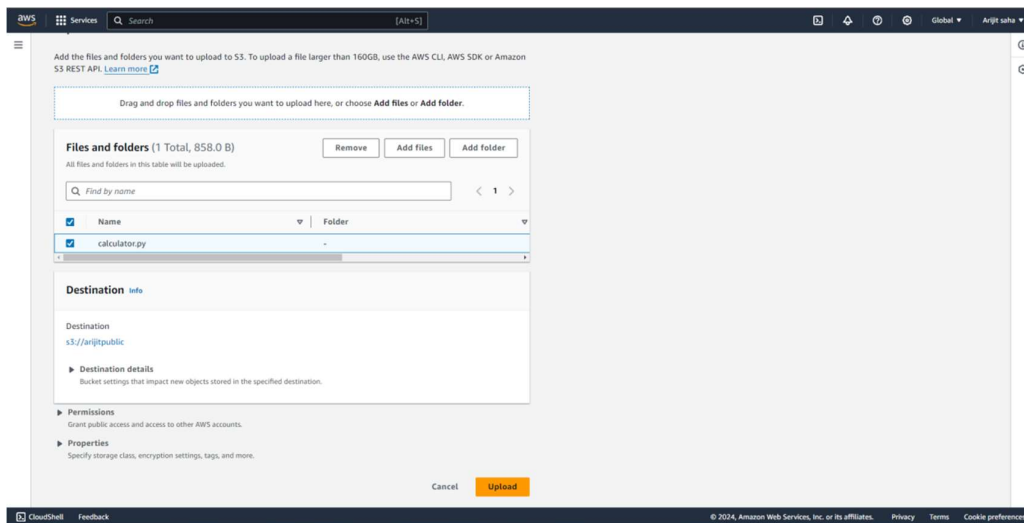 aws Services Search [Alt+S] Global ▼ Arijit saha ▼
Add the files and folders you want to upload to S3. To upload a file larger than 160GB, use the AWS CLI, AWS SDK or Amazon
S3 REST API. Learn more
Drag and drop files and folders you want to upload here, or choose Add files or Add folder.
Files and folders (1 Total, 858.0 B) Remove Add files Add folder
All files and folders in this table will be uploaded.
Find by name 1
Name Folder
calculator.py -
Destination Info
Destination
s3://arijitpublic
Destination details
Bucket settings that impact new objects stored in the specified destination.
Permissions
Grant public access and access to other AWS accounts.
Properties
Specify storage class, encryption settings, tags, and more.
Cancel Upload
CloudShell Feedback © 2024, Amazon Web Services, Inc. or its affiliates. Privacy Terms Cookie preferences